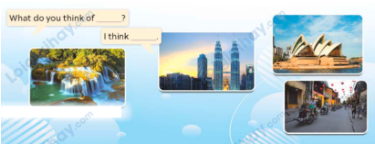 What do you think of ______?
I think ______.